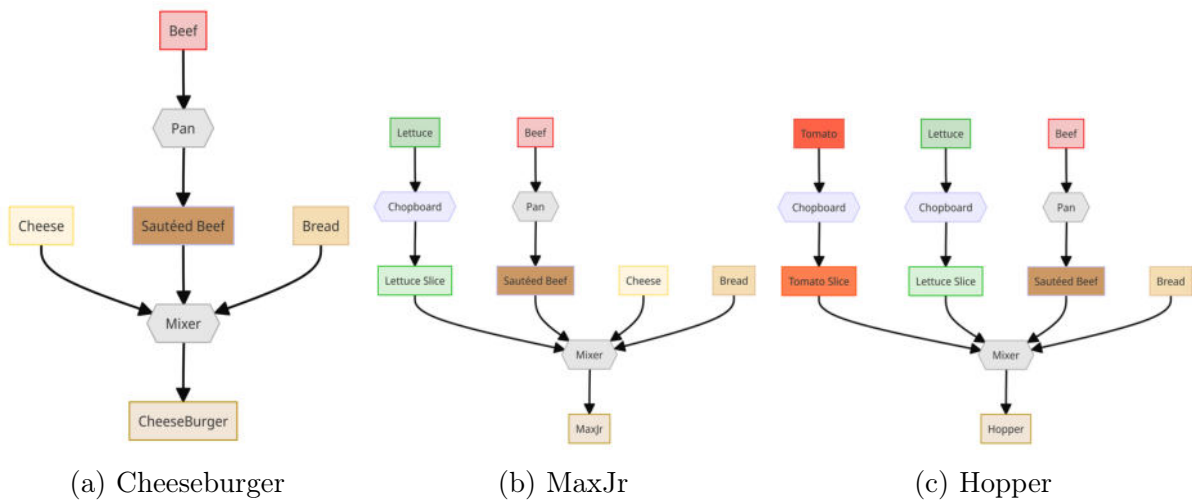 Beef
Pan
Cheese
Sautéed Beef
Bread
Mixer
CheeseBurger
(a) Cheeseburger
Lettuce
Beef
Chopboard
Pan
Lettuce Slice
Sautéed Beef
Cheese
Bread
Mixer
MaxJr
(b) MaxJr
Tomato
Lettuce
Beef
Chopboard
Chopboard
Pan
Tomato Slice
Lettuce Slice
Sautéed Beef
Bread
Mixer
Hopper
(c) Hopper